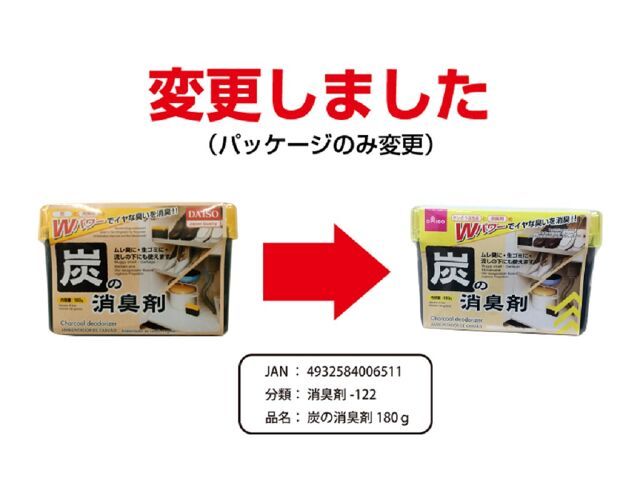 変更しました
（パッケージのみ変更）
Wパワーでイヤな臭いを消臭!!
DAISO
炭の消臭剤
ムレ臭に・生ゴミに・
流しの下にも使えます
Charcoal deodorizer
Wパワーでイヤな臭いを消臭!!
DAISO
炭の消臭剤
ムレ臭に・生ゴミに・
流しの下にも使えます
Charcoal deodorizer
JAN ： 4932584006511
分類： 消臭剤 -122
品名： 炭の消臭剤 180ｇ